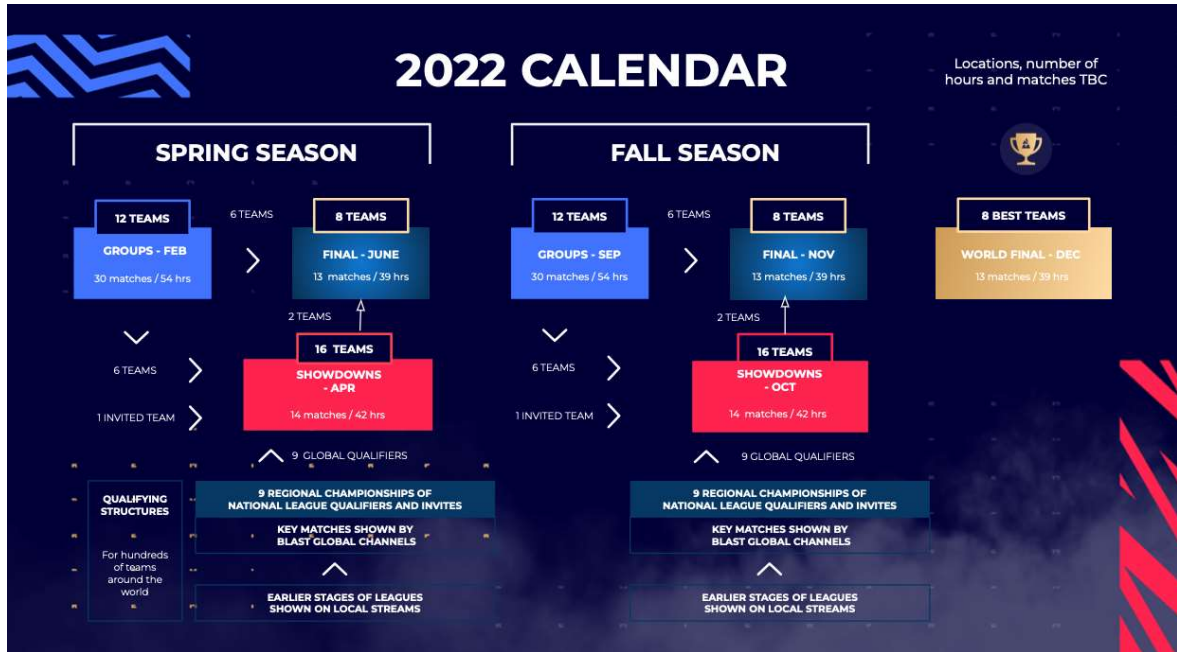 2022 CALENDAR
Locations, number of
hours and matches TBC
SPRING SEASON
12 TEAMS
GROUPS - FEB
30 matches / 54 hrs
6 TEAMS
8 TEAMS
FINAL - JUNE
13 matches / 39 hrs
2 TEAMS
6 TEAMS
1 INVITED TEAM
16 TEAMS
SHOWDOWNS
- APR
14 matches / 42 hrs
9 GLOBAL QUALIFIERS
QUALIFYING
STRUCTURES
For hundreds
of teams
around the
world
9 REGIONAL CHAMPIONSHIPS OF
NATIONAL LEAGUE QUALIFIERS AND INVITES
KEY MATCHES SHOWN BY
BLAST GLOBAL CHANNELS
EARLIER STAGES OF LEAGUES
SHOWN ON LOCAL STREAMS
FALL SEASON
12 TEAMS
GROUPS - SEP
30 matches / 54 hrs
6 TEAMS
8 TEAMS
FINAL - NOV
13 matches / 39 hrs
2 TEAMS
6 TEAMS
1 INVITED TEAM
16 TEAMS
SHOWDOWNS
- OCT
14 matches / 42 hrs
9 GLOBAL QUALIFIERS
9 REGIONAL CHAMPIONSHIPS OF
NATIONAL LEAGUE QUALIFIERS AND INVITES
KEY MATCHES SHOWN BY
BLAST GLOBAL CHANNELS
EARLIER STAGES OF LEAGUES
SHOWN ON LOCAL STREAMS
8 BEST TEAMS
WORLD FINAL - DEC
13 matches / 39 hrs